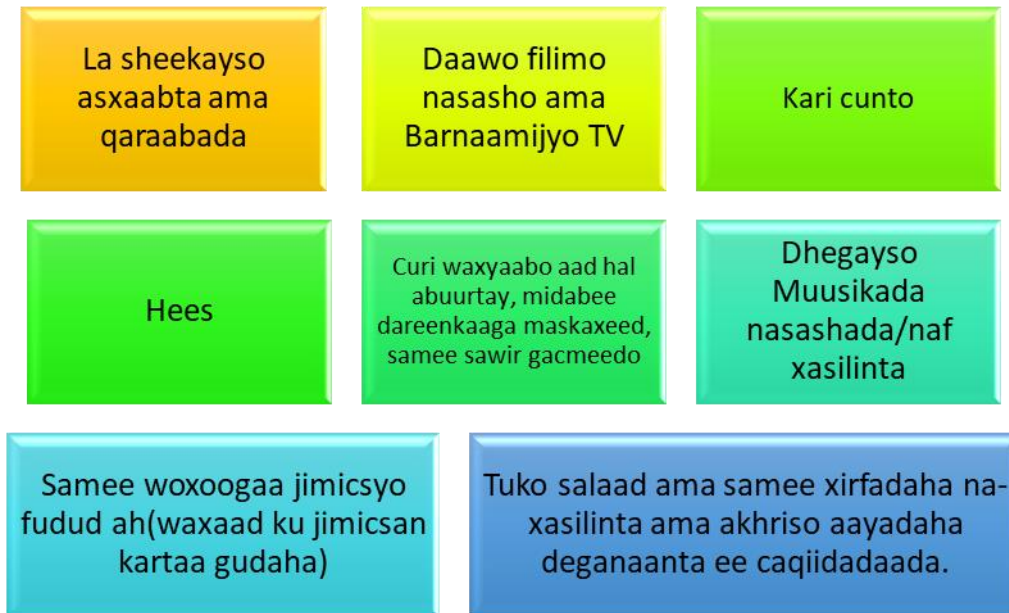 La sheekayso
asxaabta ama
qaraabada
Daawo filimo
nasasho ama
Barnaamijyo TV
Kari cunto
Hees
Curi waxyaabo aad hal
abuurtay, midabee
dareenkaaga maskaxeed,
samee sawir gacmeedo
Dhegayso
Muusikada
nasashada/naf
xasilinta
Samee woxoogaa jimicsyo
fudud ah(waxaad ku jimicsan
kartaa gudaha)
Tuko salaad ama samee xirfadaha na-
xasilinta ama akhriso aayadaha
deganaanta ee caqiidadaada.